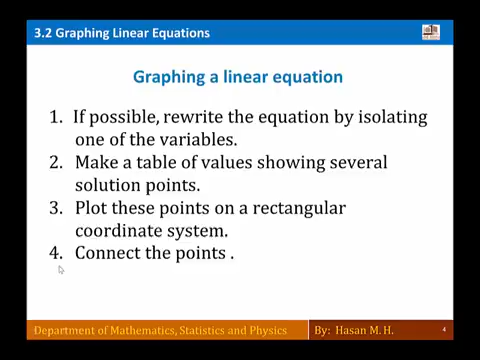 3.2 Graphing Linear Equations
Graphing a linear equation
1. If possible, rewrite the equation by isolating
one of the variables.
2. Make a table of values showing several
solution points.
3. Plot these points on a rectangular
coordinate system.
4. Connect the points .
Department of Mathematics, Statistics and Physics By: Hasan M. H. 4